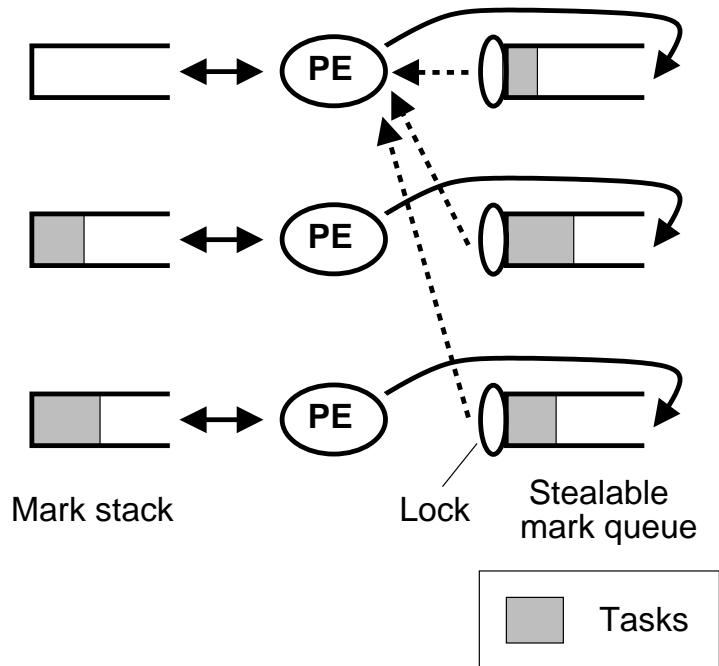 PE
PE
PE
Mark stack
Lock
Stealable
mark queue
Tasks